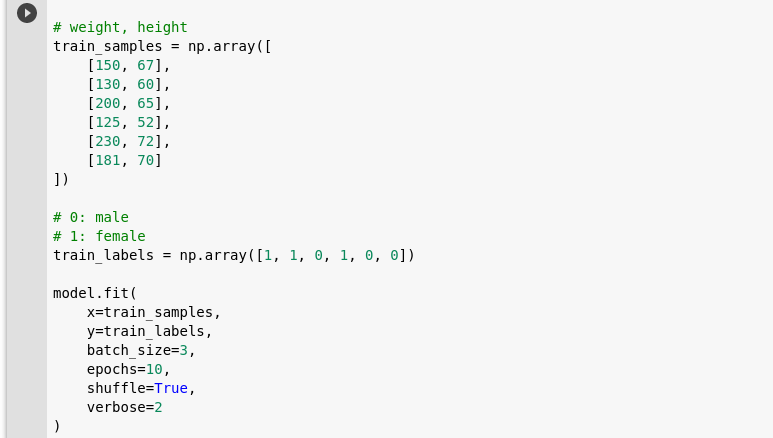 # weight, height
train_samples = np.array([
    [150, 67],
    [130, 60],
    [200, 65],
    [125, 52],
    [230, 72],
    [181, 70]
])
# 0: male
# 1: female
train_labels = np.array([1, 1, 0, 1, 0, 0])
model.fit(
    x=train_samples,
    y=train_labels,
    batch_size=3,
    epochs=10,
    shuffle=True,
    verbose=2
)